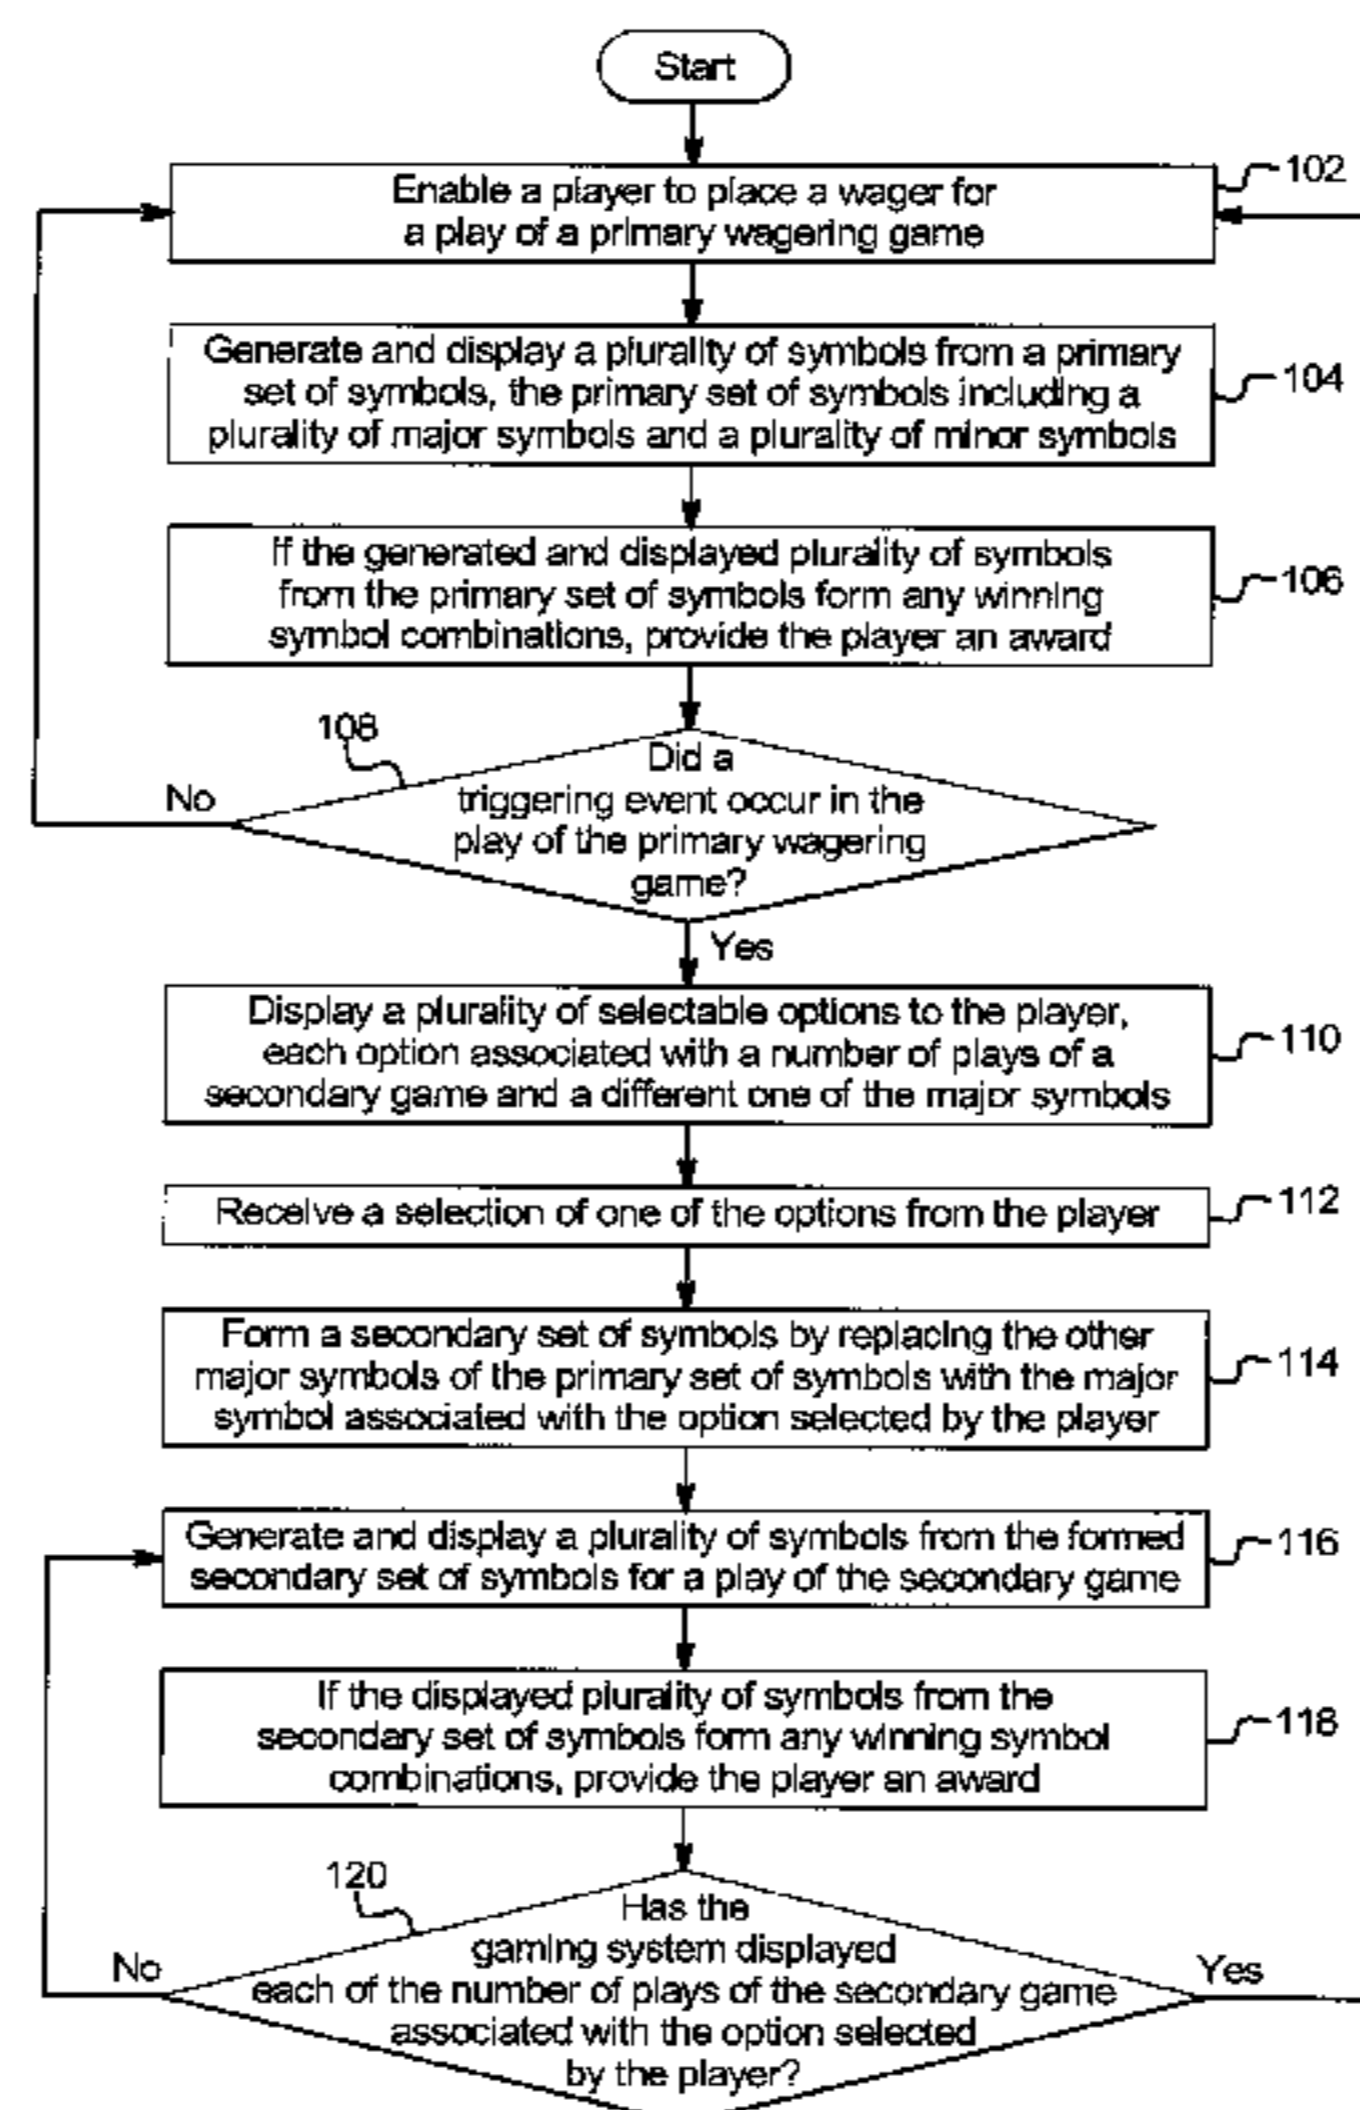 Start
Enable a player to place a wager for
a play of a primary wagering game
102
Generate and display a plurality of symbols from a primary
set of symbols, the primary set of symbols including a
plurality of major symbols and a plurality of minor symbols
104
If the generated and displayed plurality of symbols
from the primary set of symbols form any winning
symbol combinations, provide the player an award
106
108
Did a
triggering event occur in the
play of the primary wagering
game?
No
Yes
Display a plurality of selectable options to the player,
each option associated with a number of plays of a
secondary game and a different one of the major symbols
110
Receive a selection of one of the options from the player
112
Form a secondary set of symbols by replacing the other
major symbols of the primary set of symbols with the major
symbol associated with the option selected by the player
114
Generate and display a plurality of symbols from the formed
secondary set of symbols for a play of the secondary game
116
If the displayed plurality of symbols from the
secondary set of symbols form any winning symbol
combinations, provide the player an award
118
120
Has the
gaming system displayed
each of the number of plays of the secondary game
associated with the option selected
by the player?
No
Yes